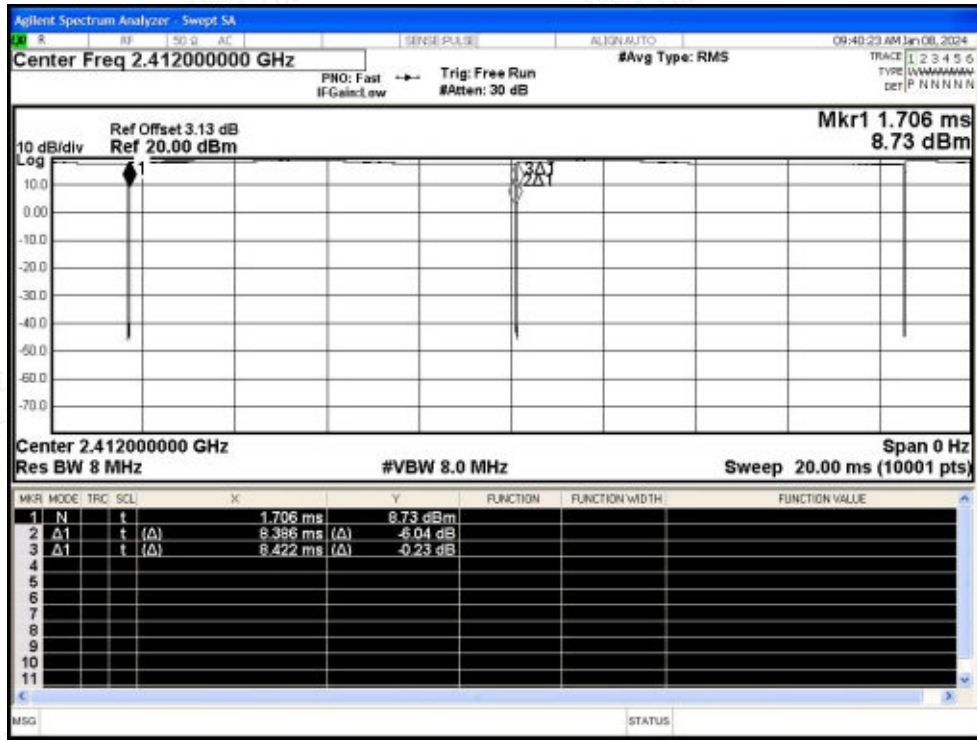 Agilent Spectrum Analyzer - Swept SA
R RF 50 Ω AC SENSE:PULSE ALIGNAUTO 09:40:23 AM Jan 08, 2024
Center Freq 2.412000000 GHz #Avg Type: RMS TRACE 1 2 3 4 5 6
PNO: Fast Trig: Free Run TYPE WWWWWW
IFGain:Low #Atten: 30 dB DET P N N N N N
Mkr1 1.706 ms
Ref Offset 3.13 dB
10 dB/div Ref 20.00 dBm 8.73 dBm
Log
1 3Δ1
2Δ1
10.0
0.00
-10.0
-20.0
-30.0
-40.0
-50.0
-60.0
-70.0
Center 2.412000000 GHz Span 0 Hz
Res BW 8 MHz #VBW 8.0 MHz Sweep 20.00 ms (10001 pts)
MKR MODE TRC SCL X Y FUNCTION FUNCTION WIDTH FUNCTION VALUE
1 N t 1.706 ms 8.73 dBm
2 Δ1 t (Δ) 8.386 ms (Δ) -6.04 dB
3 Δ1 t (Δ) 8.422 ms (Δ) -0.23 dB
4
5
6
7
8
9
10
11
MSG STATUS